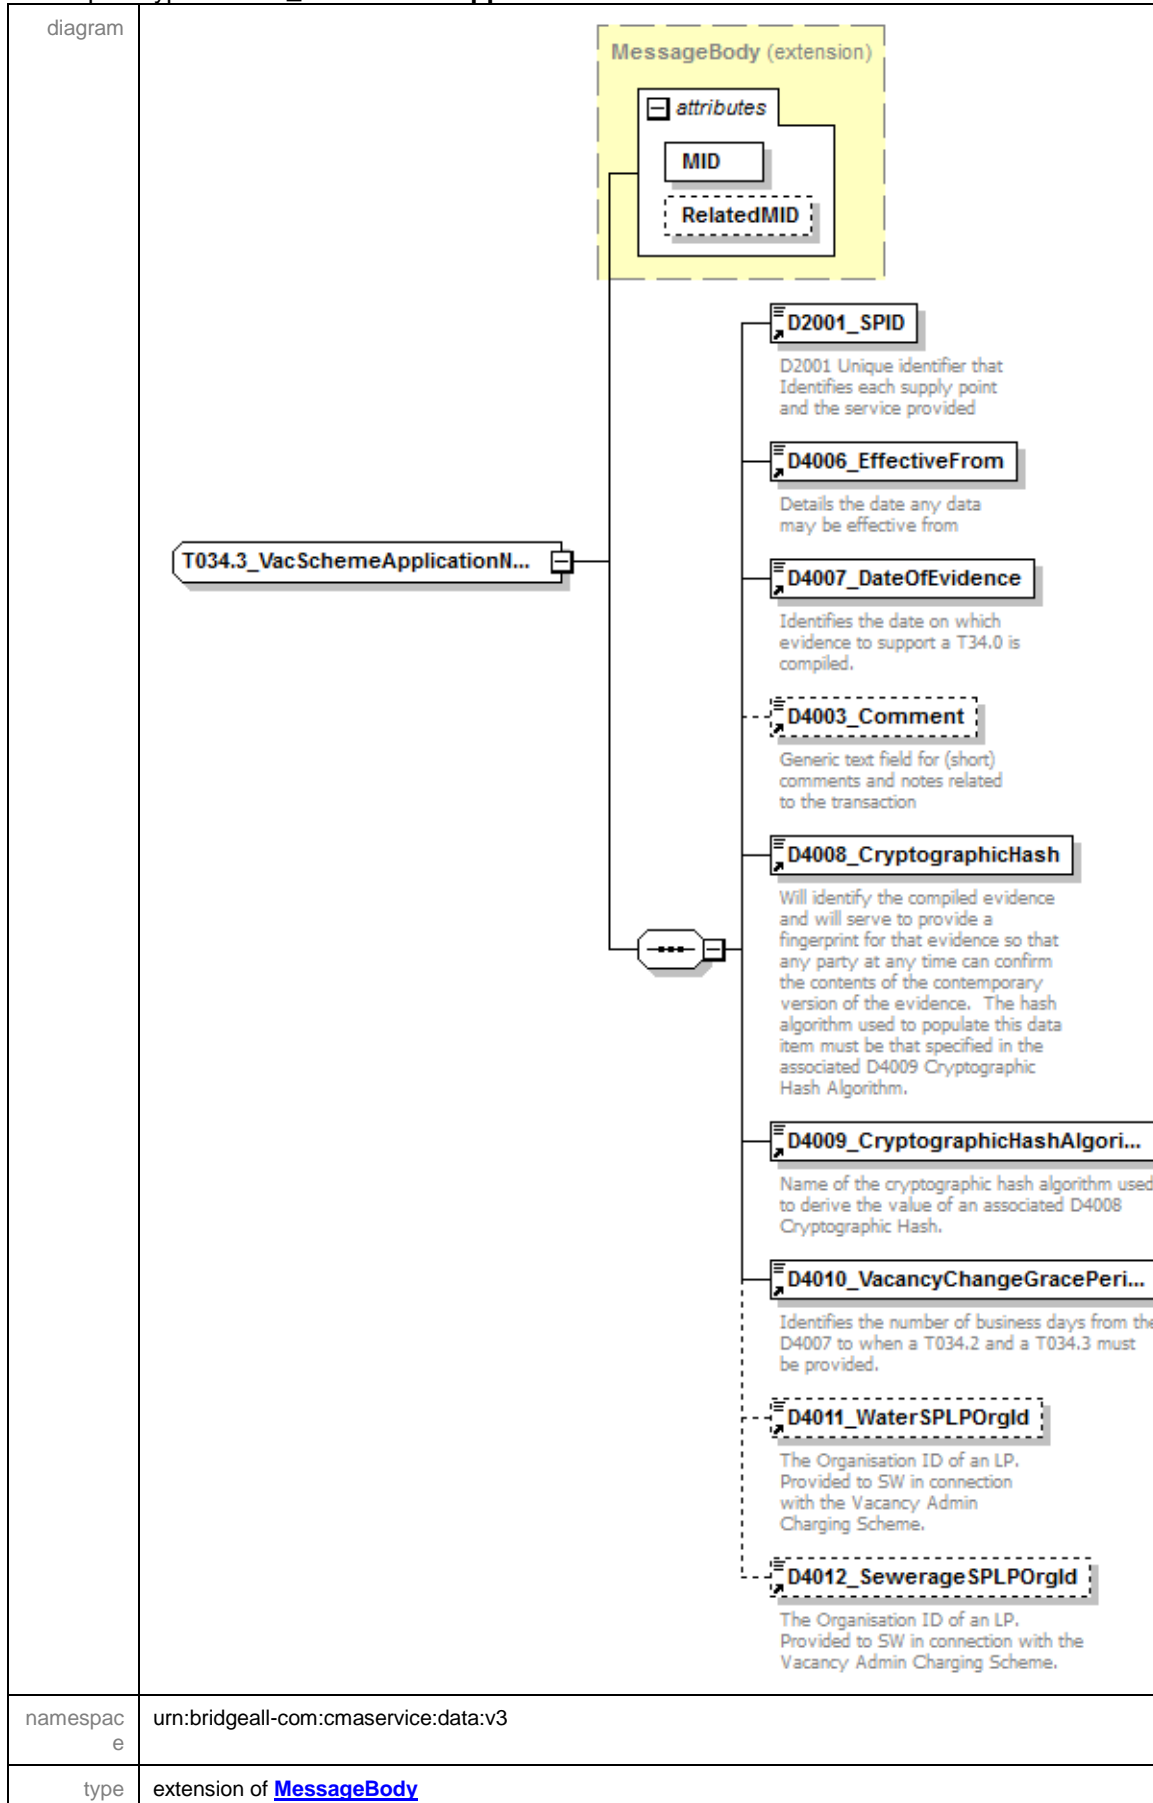 diagram
MessageBody (extension)
attributes
MID
RelatedMID
T034.3_VacSchemeApplicationN...
D2001_SPID
D2001 Unique identifier that
Identifies each supply point
and the service provided
D4006_EffectiveFrom
Details the date any data
may be effective from
D4007_DateOfEvidence
Identifies the date on which
evidence to support a T34.0 is
compiled.
D4003_Comment
Generic text field for (short)
comments and notes related
to the transaction
D4008_CryptographicHash
Will identify the compiled evidence
and will serve to provide a
fingerprint for that evidence so that
any party at any time can confirm
the contents of the contemporary
version of the evidence.  The hash
algorithm used to populate this data
item must be that specified in the
associated D4009 Cryptographic
Hash Algorithm.
D4009_CryptographicHashAlgori...
Name of the cryptographic hash algorithm used
to derive the value of an associated D4008
Cryptographic Hash.
D4010_VacancyChangeGracePeri...
Identifies the number of business days from the
D4007 to when a T034.2 and a T034.3 must
be provided.
D4011_WaterSPLPOrgId
The Organisation ID of an LP.
Provided to SW in connection
with the Vacancy Admin
Charging Scheme.
D4012_SewerageSPLPOrgId
The Organisation ID of an LP.
Provided to SW in connection with the
Vacancy Admin Charging Scheme.
namespac
e
urn:bridgeall-com:cmaservice:data:v3
type
extension of MessageBody